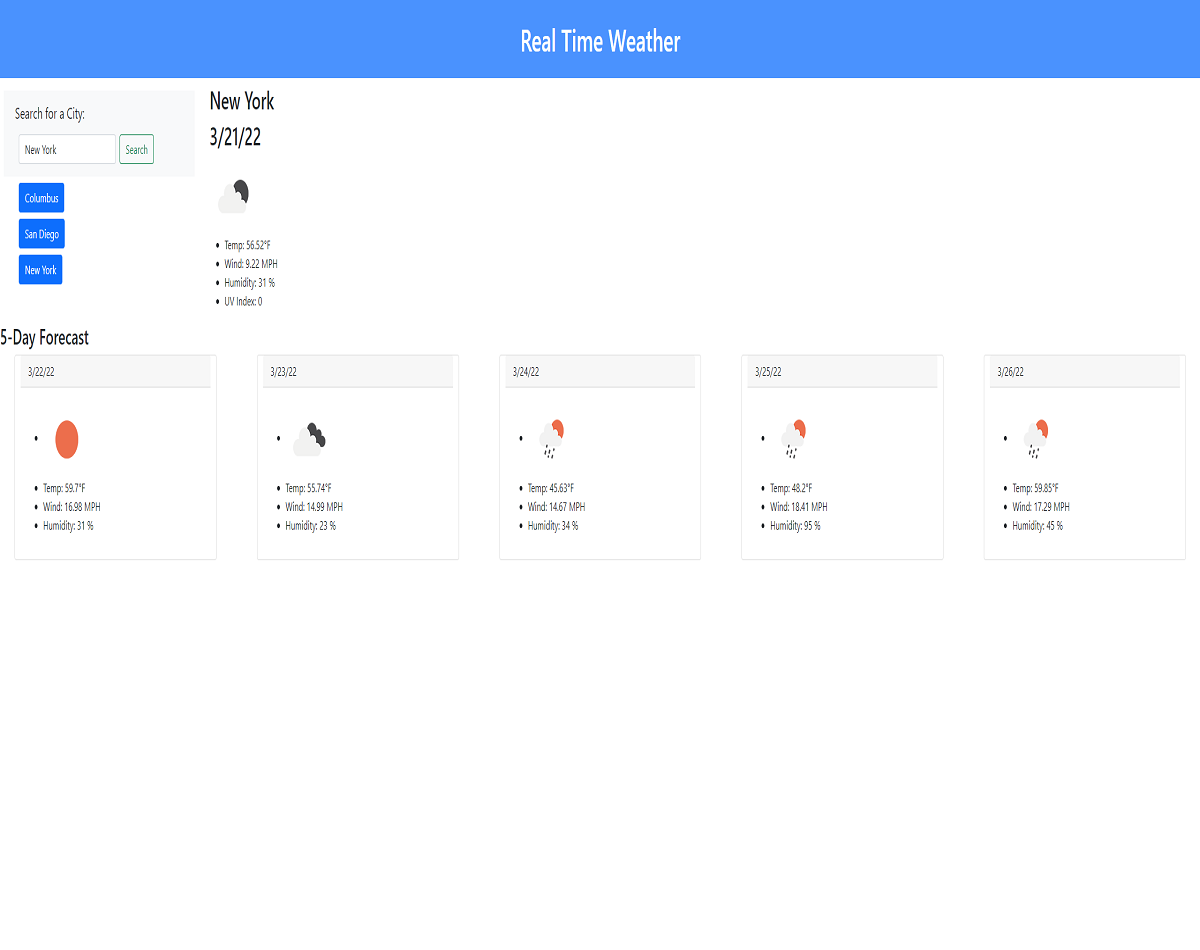 Real Time Weather
Search for a City:
New York
Search
Columbus
San Diego
New York
New York
3/21/22
Temp: 56.52°F
Wind: 9.22 MPH
Humidity: 31 %
UV Index: 0
5-Day Forecast
3/22/22
Temp: 59.7°F
Wind: 16.98 MPH
Humidity: 31 %
3/23/22
Temp: 55.74°F
Wind: 14.99 MPH
Humidity: 23 %
3/24/22
Temp: 45.63°F
Wind: 14.67 MPH
Humidity: 34 %
3/25/22
Temp: 48.2°F
Wind: 18.41 MPH
Humidity: 95 %
3/26/22
Temp: 59.85°F
Wind: 17.29 MPH
Humidity: 45 %